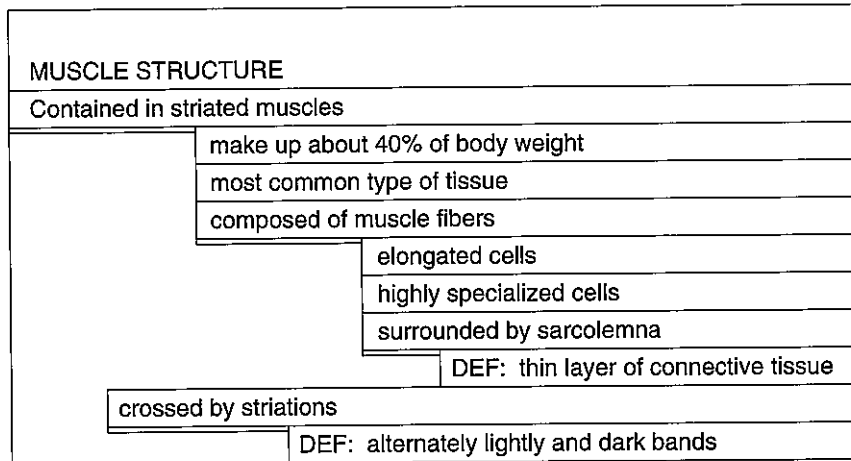 MUSCLE STRUCTURE
Contained in striated muscles
make up about 40% of body weight
most common type of tissue
composed of muscle fibers
elongated cells
highly specialized cells
surrounded by sarcolemna
DEF: thin layer of connective tissue
crossed by striations
DEF: alternately lightly and dark bands